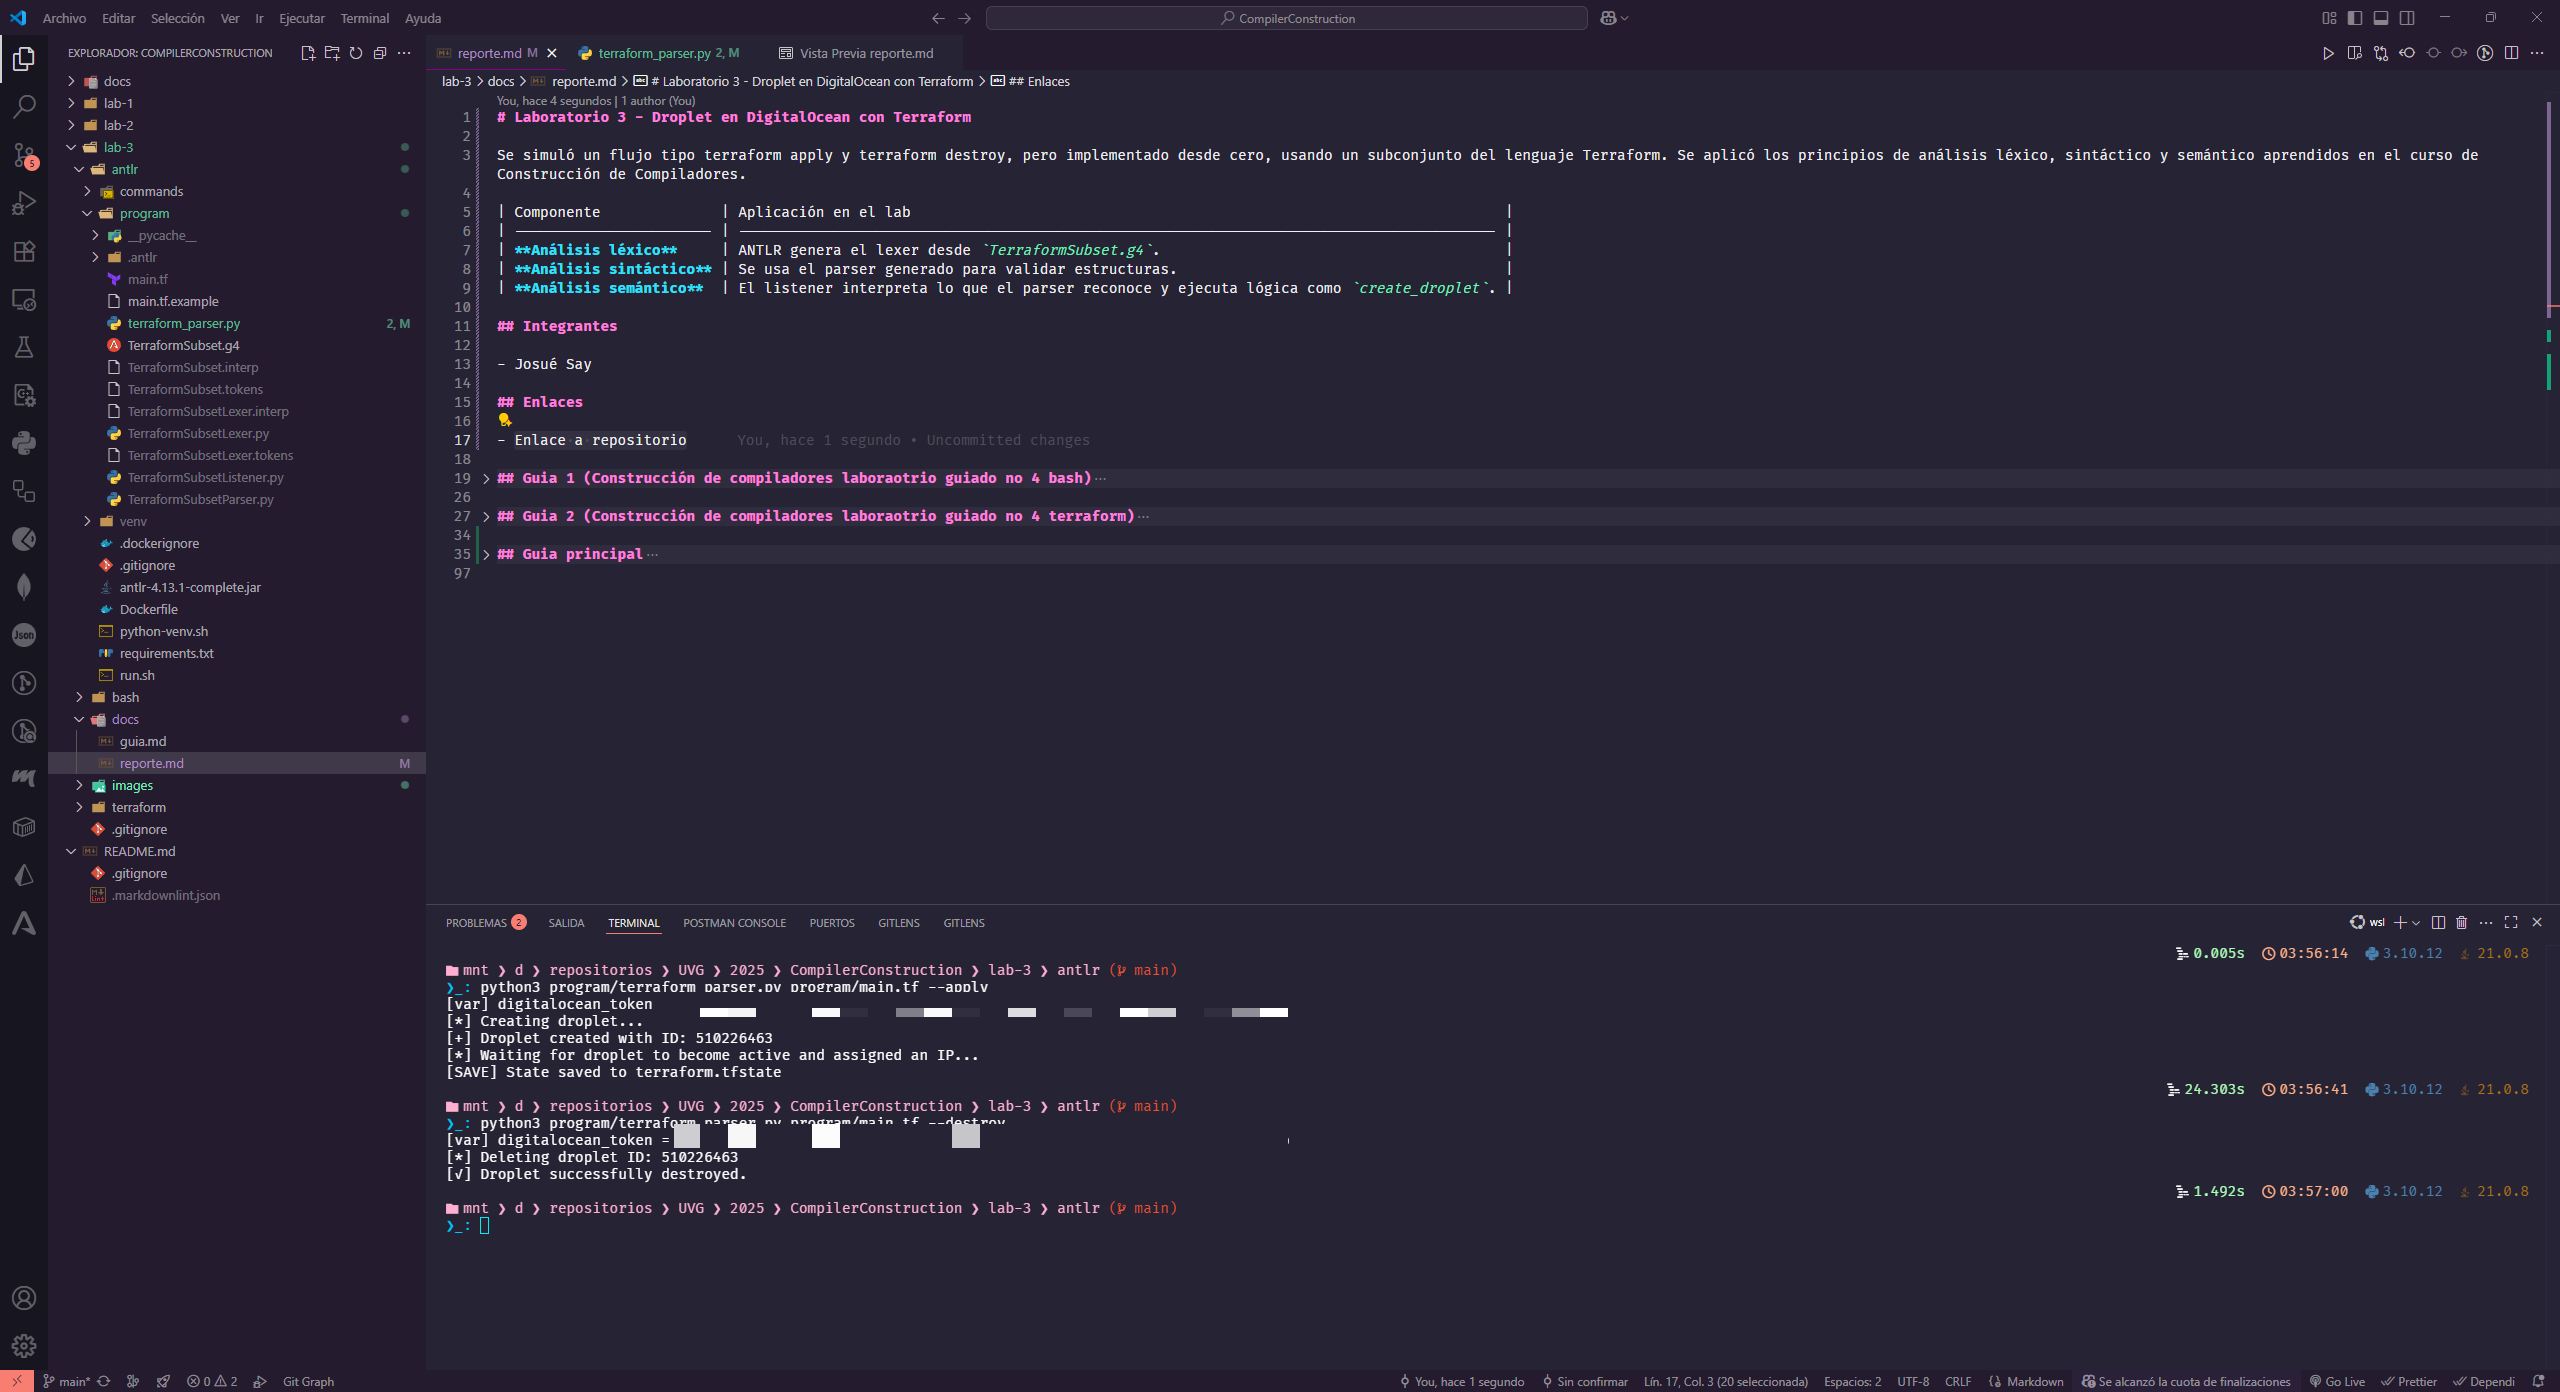 Archivo Editar Selección Ver Ir Ejecutar Terminal Ayuda
CompilerConstruction
EXPLORADOR: COMPILERCONSTRUCTION
docs
lab-1
lab-2
lab-3
antlr
commands
program
__pycache__
.antlr
main.tf
main.tf.example
terraform_parser.py 2, M
TerraformSubset.g4
TerraformSubset.interp
TerraformSubset.tokens
TerraformSubsetLexer.interp
TerraformSubsetLexer.py
TerraformSubsetLexer.tokens
TerraformSubsetListener.py
TerraformSubsetParser.py
venv
.dockerignore
.gitignore
antlr-4.13.1-complete.jar
Dockerfile
python-venv.sh
requirements.txt
run.sh
bash
docs
guia.md
reporte.md M
images
terraform
.gitignore
README.md
.gitignore
.markdownlint.json
5
Json
reporte.md M terraform_parser.py 2, M Vista Previa reporte.md
lab-3 > docs > reporte.md > # Laboratorio 3 - Droplet en DigitalOcean con Terraform > ## Enlaces
You, hace 4 segundos | 1 author (You)
1 # Laboratorio 3 - Droplet en DigitalOcean con Terraform
2
3 Se simuló un flujo tipo terraform apply y terraform destroy, pero implementado desde cero, usando un subconjunto del lenguaje Terraform. Se aplicó los principios de análisis léxico, sintáctico y semántico aprendidos en el curso de
Construcción de Compiladores.
4
5 | Componente | Aplicación en el lab |
6 | ----------------------- | ---------------------------------------------------------------------------------------- |
7 | **Análisis léxico** | ANTLR genera el lexer desde `TerraformSubset.g4`. |
8 | **Análisis sintáctico** | Se usa el parser generado para validar estructuras. |
9 | **Análisis semántico** | El listener interpreta lo que el parser reconoce y ejecuta lógica como `create_droplet`. |
10
11 ## Integrantes
12
13 - Josué Say
14
15 ## Enlaces
16
17 - Enlace a repositorio You, hace 1 segundo • Uncommitted changes
18
19 ## Guia 1 (Construcción de compiladores laboraotrio guiado no 4 bash)···
26
27 ## Guia 2 (Construcción de compiladores laboraotrio guiado no 4 terraform)···
34
35 ## Guia principal···
97
PROBLEMAS 2 SALIDA TERMINAL POSTMAN CONSOLE PUERTOS GITLENS GITLENS
wsl
0.005s 03:56:14 3.10.12 21.0.8
mnt ❯ d ❯ repositorios ❯ UVG ❯ 2025 ❯ CompilerConstruction ❯ lab-3 ❯ antlr ( main)
❯_: python3 program/terraform_parser.py program/main.tf --apply
[var] digitalocean_token
[*] Creating droplet...
[+] Droplet created with ID: 510226463
[*] Waiting for droplet to become active and assigned an IP...
[SAVE] State saved to terraform.tfstate
24.303s 03:56:41 3.10.12 21.0.8
mnt ❯ d ❯ repositorios ❯ UVG ❯ 2025 ❯ CompilerConstruction ❯ lab-3 ❯ antlr ( main)
❯_: python3 program/terraform_parser.py program/main.tf --destroy
[var] digitalocean_token =
[*] Deleting droplet ID: 510226463
[√] Droplet successfully destroyed.
1.492s 03:57:00 3.10.12 21.0.8
mnt ❯ d ❯ repositorios ❯ UVG ❯ 2025 ❯ CompilerConstruction ❯ lab-3 ❯ antlr ( main)
❯_:
main* 0 2 Git Graph You, hace 1 segundo Sin confirmar Lín. 17, Col. 3 (20 seleccionada) Espacios: 2 UTF-8 CRLF Markdown Se alcanzó la cuota de finalizaciones Go Live Prettier Dependi